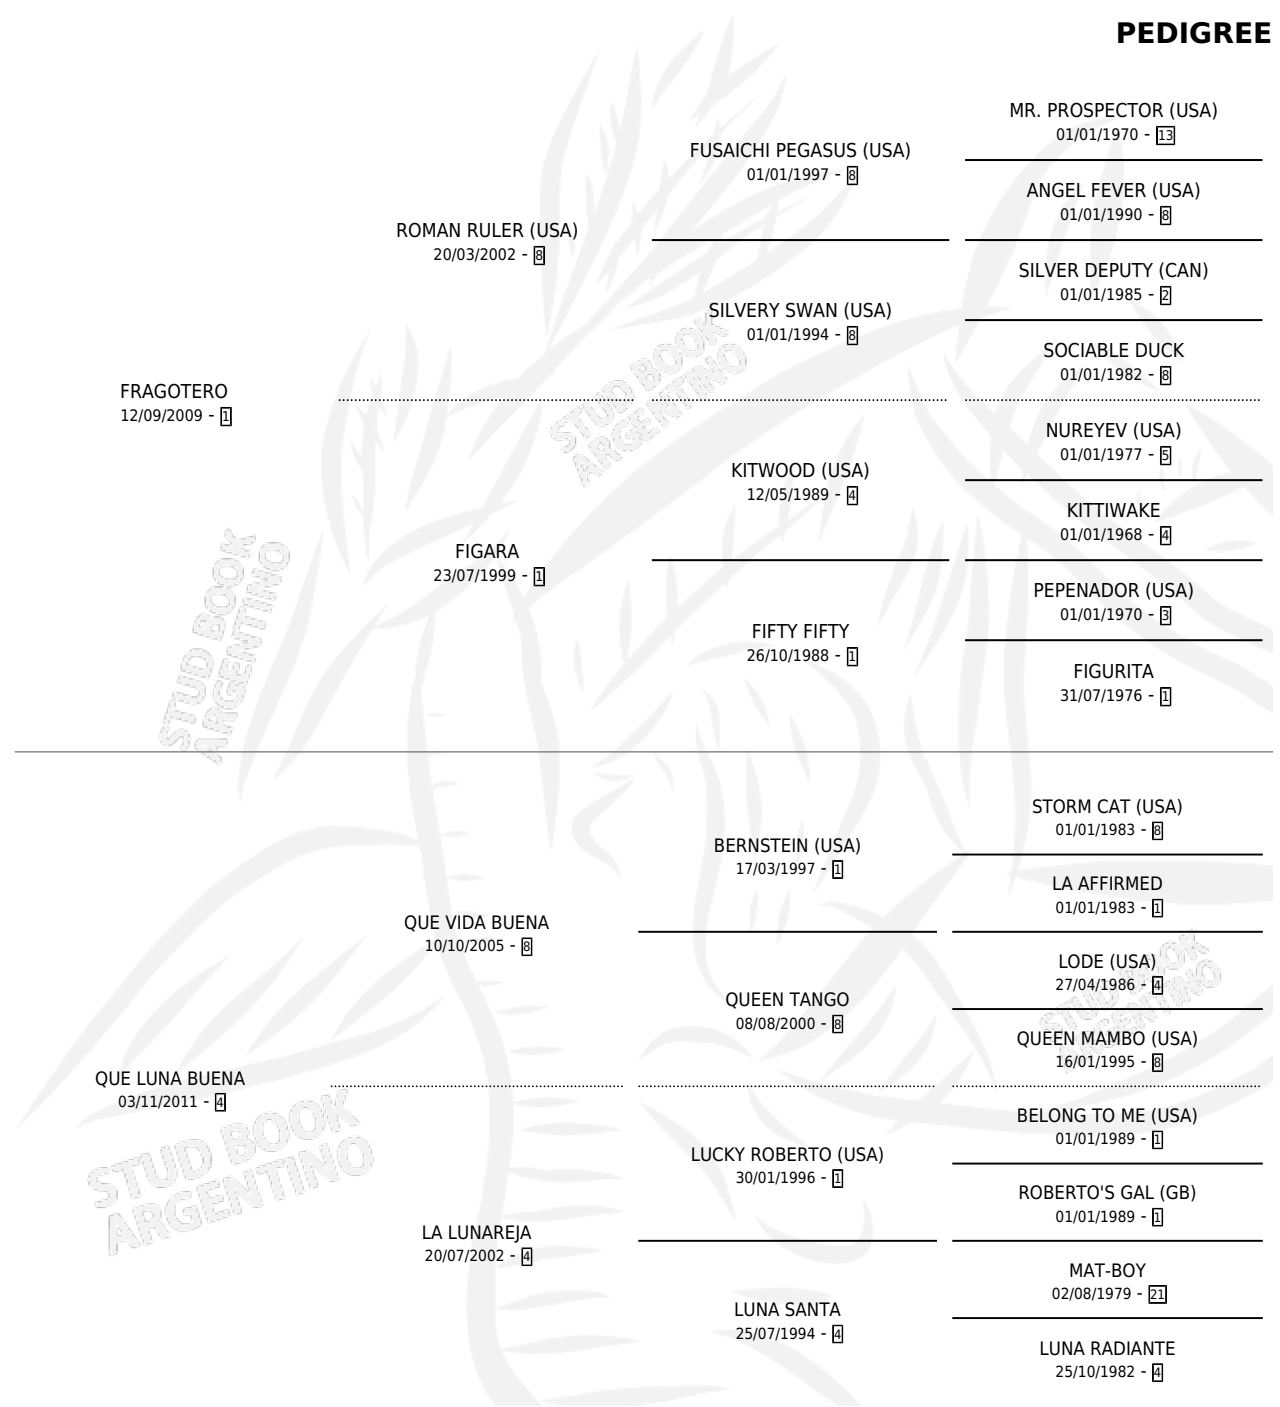 PEDIGREE
MR. PROSPECTOR (USA)
01/01/1970 - 13
FUSAICHI PEGASUS (USA)
01/01/1997 - 8
ANGEL FEVER (USA)
01/01/1990 - 8
ROMAN RULER (USA)
20/03/2002 - 8
SILVER DEPUTY (CAN)
01/01/1985 - 2
SILVERY SWAN (USA)
01/01/1994 - 8
SOCIABLE DUCK
01/01/1982 - 8
FRAGOTERO
12/09/2009 - 1
NUREYEV (USA)
01/01/1977 - 5
KITWOOD (USA)
12/05/1989 - 4
KITTIWAKE
01/01/1968 - 4
FIGARA
23/07/1999 - 1
PEPENADOR (USA)
01/01/1970 - 3
FIFTY FIFTY
26/10/1988 - 1
FIGURITA
31/07/1976 - 1
STORM CAT (USA)
01/01/1983 - 8
BERNSTEIN (USA)
17/03/1997 - 1
LA AFFIRMED
01/01/1983 - 1
QUE VIDA BUENA
10/10/2005 - 8
LODE (USA)
27/04/1986 - 4
QUEEN TANGO
08/08/2000 - 8
QUEEN MAMBO (USA)
16/01/1995 - 8
QUE LUNA BUENA
03/11/2011 - 4
BELONG TO ME (USA)
01/01/1989 - 1
LUCKY ROBERTO (USA)
30/01/1996 - 1
ROBERTO'S GAL (GB)
01/01/1989 - 1
LA LUNAREJA
20/07/2002 - 4
MAT-BOY
02/08/1979 - 21
LUNA SANTA
25/07/1994 - 4
LUNA RADIANTE
25/10/1982 - 4
STUD BOOK
ARGENTINO
STUD BOOK
ARGENTINO
STUD BOOK
ARGENTINO
STUD BOOK
ARGENTINO